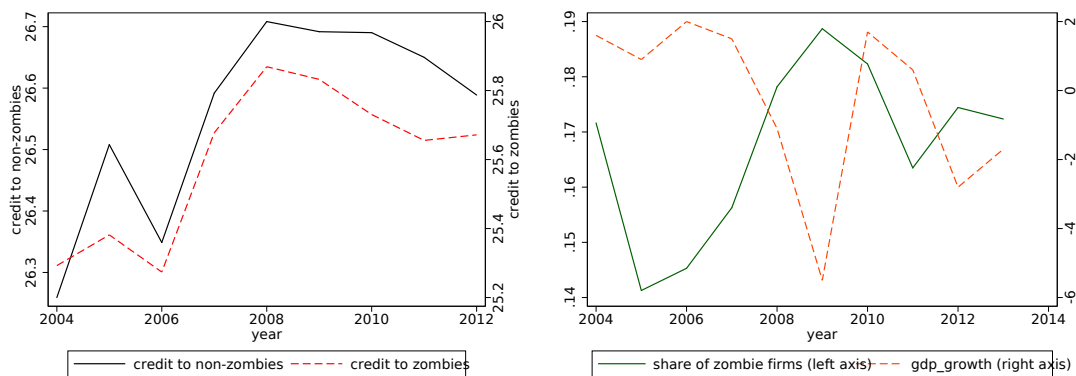 credit to non-zombies
26.3 26.4 26.5 26.6 26.7
credit to zombies
25.2 25.4 25.6 25.8 26
2004 2006 2008 2010 2012
year
credit to non-zombies credit to zombies
.14 .15 .16 .17 .18 .19
-6 -4 -2 0 2
2004 2006 2008 2010 2012 2014
year
share of zombie firms (left axis) gdp_growth (right axis)